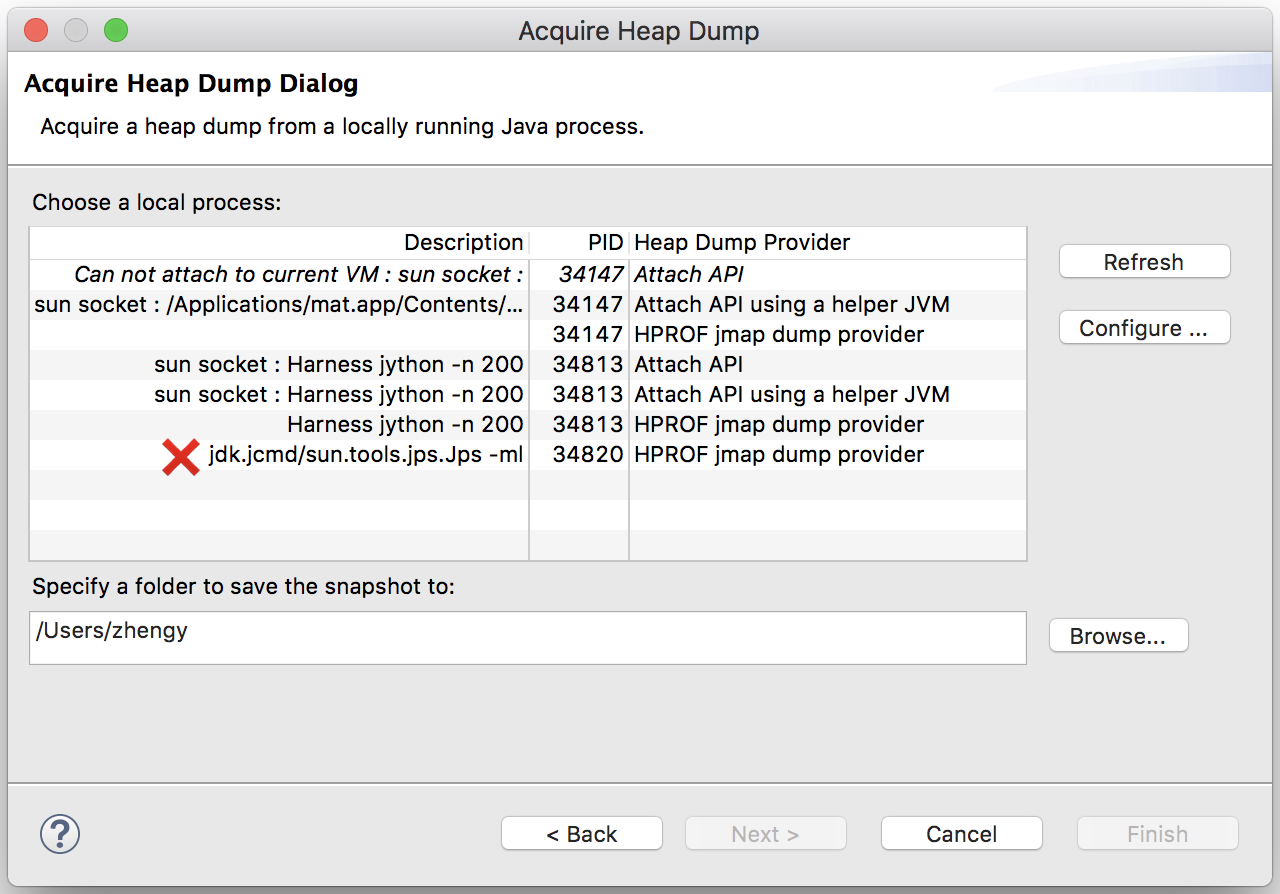 Acquire Heap Dump
Acquire Heap Dump Dialog
Acquire a heap dump from a locally running Java process.
Choose a local process:
Description PID Heap Dump Provider
Can not attach to current VM : sun socket : 34147 Attach API
sun socket : /Applications/mat.app/Contents/... 34147 Attach API using a helper JVM
34147 HPROF jmap dump provider
sun socket : Harness jython -n 200 34813 Attach API
sun socket : Harness jython -n 200 34813 Attach API using a helper JVM
Harness jython -n 200 34813 HPROF jmap dump provider
jdk.jcmd/sun.tools.jps.Jps -ml 34820 HPROF jmap dump provider
Refresh
Configure ...
Specify a folder to save the snapshot to:
/Users/zhengy
Browse...
?
< Back
Next >
Cancel
Finish